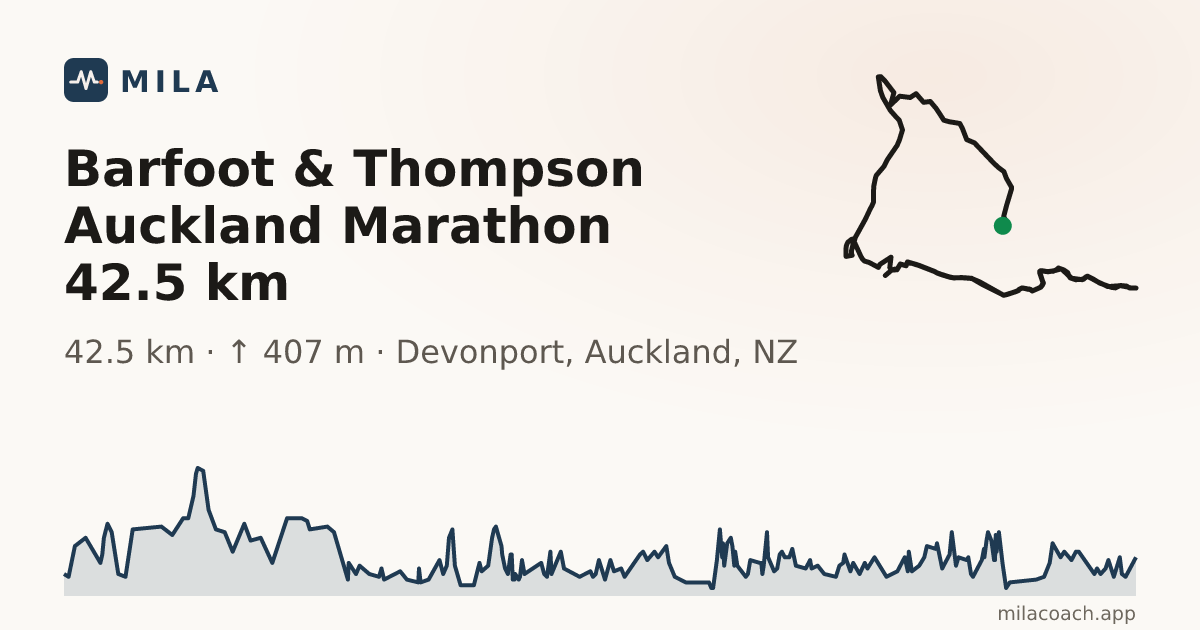 MILA
Barfoot & Thompson
Auckland Marathon
42.5 km
42.5 km · ↑ 407 m · Devonport, Auckland, NZ
milacoach.app